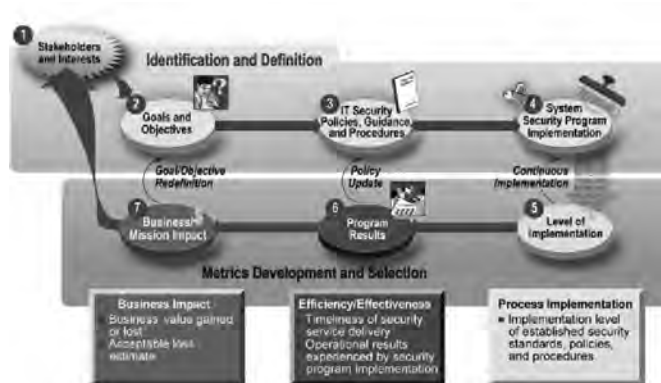 1
Stakeholders
and Interests
Identification and Definition
2
Goals and
Objectives
3
IT Security
Policies, Guidance,
and Procedures
4
System
Security Program
Implementation
Goal/Objective
Redefinition
Policy
Update
Continuous
Implementation
7
Business/
Mission Impact
6
Program
Results
5
Level of
Implementation
Metrics Development and Selection
Business Impact
Business value gained
or lost
Acceptable loss
estimate
Efficiency/Effectiveness
Timeliness of security
service delivery
Operational results
experienced by security
program implementation
Process Implementation
■ Implementation level
of established security
standards, policies,
and procedures